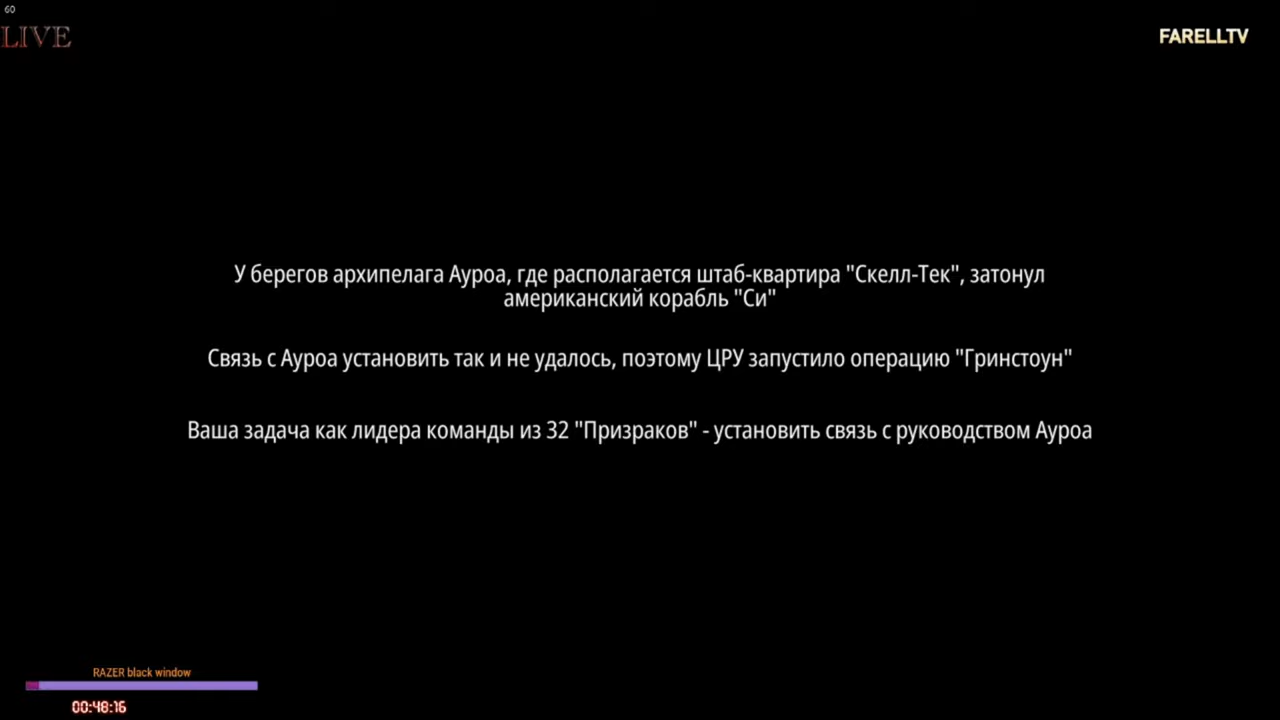 60
LIVE
FARELLTV
У берегов архипелага Ауроа, где располагается штаб-квартира "Скелл-Тек", затонул
американский корабль "Си"
Связь с Ауроа установить так и не удалось, поэтому ЦРУ запустило операцию "Гринстоун"
Ваша задача как лидера команды из 32 "Призраков" - установить связь с руководством Ауроа
RAZER black window
00:48:16